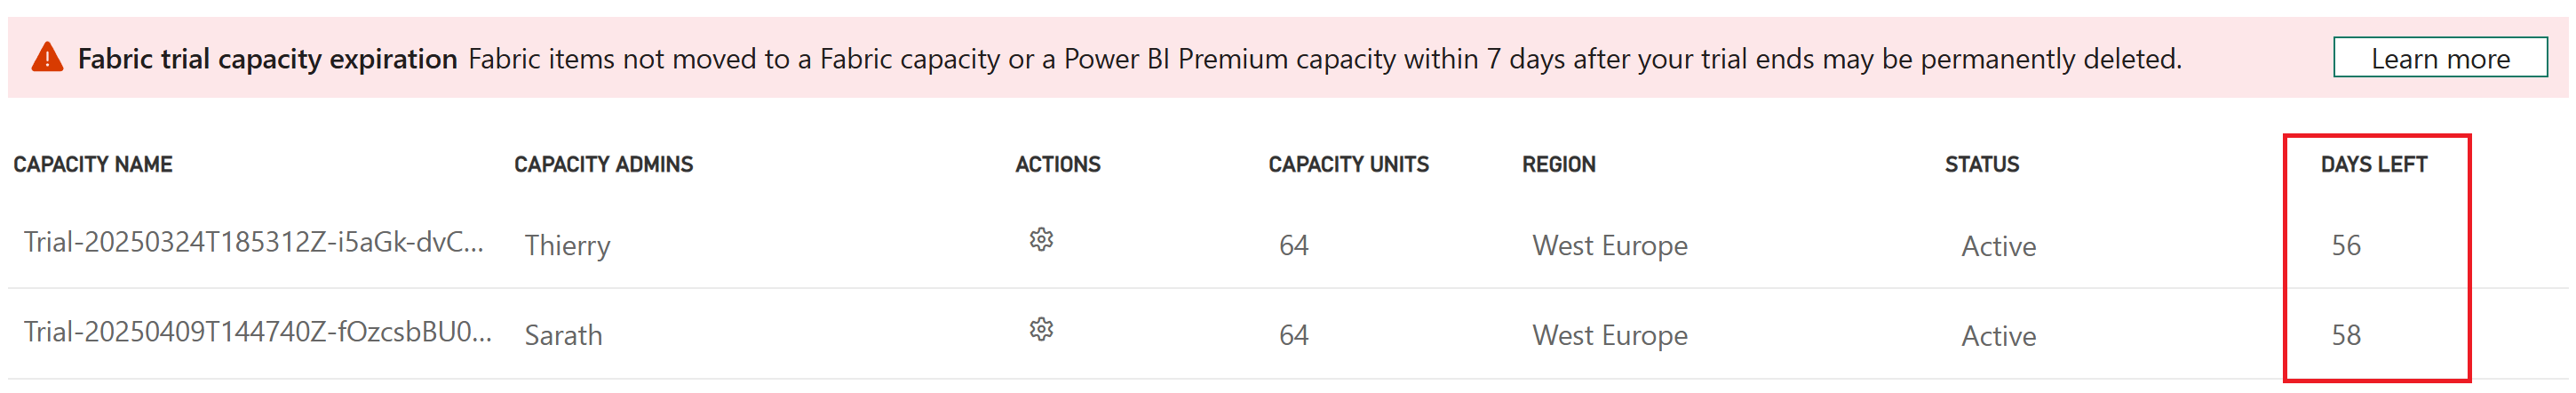 Fabric trial capacity expiration Fabric items not moved to a Fabric capacity or a Power BI Premium capacity within 7 days after your trial ends may be permanently deleted. Learn more
CAPACITY NAME CAPACITY ADMINS ACTIONS CAPACITY UNITS REGION STATUS DAYS LEFT
Trial-20250324T185312Z-i5aGk-dvC... Thierry 64 West Europe Active 56
Trial-20250409T144740Z-fOzcsbBU0... Sarath 64 West Europe Active 58